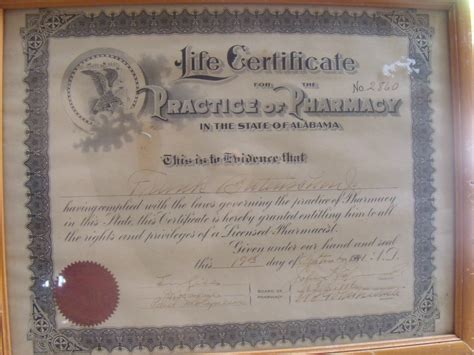 Life Certificate
FOR THE
No. 2860
PRACTICE OF PHARMACY
IN THE STATE OF ALABAMA
This is to Evidence that
Frank
having complied with the laws governing the practice of Pharmacy
in this State, this Certificate is hereby granted entitling him to all
the rights and privileges of a Licensed Pharmacist.
Given under our hand and seal
this 19th day of A.D.
BOARD OF
PHARMACY